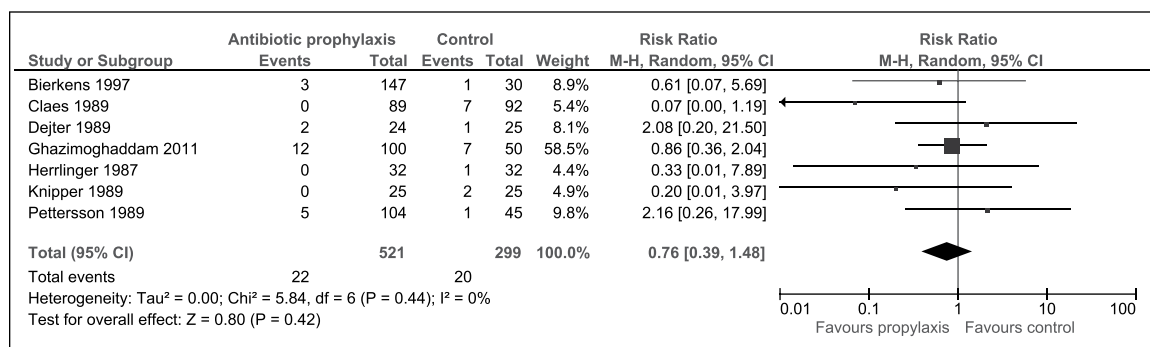 Antibiotic prophylaxis Control Risk Ratio Risk Ratio
Study or Subgroup Events Total Events Total Weight M-H, Random, 95% CI M-H, Random, 95% CI
Bierkens 1997 3 147 1 30 8.9% 0.61 [0.07, 5.69]
Claes 1989 0 89 7 92 5.4% 0.07 [0.00, 1.19]
Dejter 1989 2 24 1 25 8.1% 2.08 [0.20, 21.50]
Ghazimoghaddam 2011 12 100 7 50 58.5% 0.86 [0.36, 2.04]
Herrlinger 1987 0 32 1 32 4.4% 0.33 [0.01, 7.89]
Knipper 1989 0 25 2 25 4.9% 0.20 [0.01, 3.97]
Pettersson 1989 5 104 1 45 9.8% 2.16 [0.26, 17.99]
Total (95% CI) 521 299 100.0% 0.76 [0.39, 1.48]
Total events 22 20
Heterogeneity: Tau² = 0.00; Chi² = 5.84, df = 6 (P = 0.44); I² = 0%
Test for overall effect: Z = 0.80 (P = 0.42)
0.01 0.1 1 10 100
Favours propylaxis Favours control